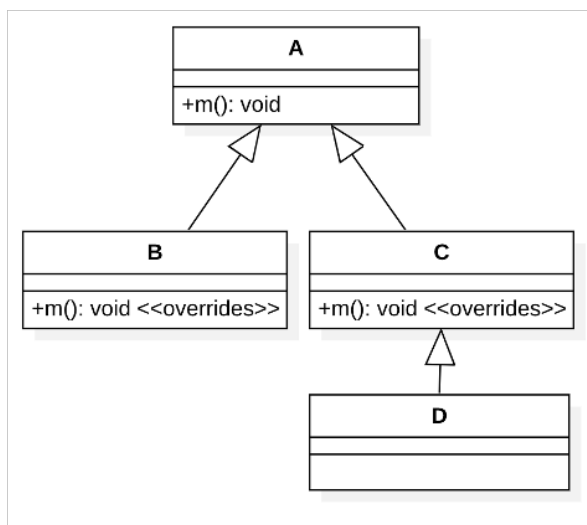 A
+m(): void
B
C
+m(): void <<overrides>>
+m(): void <<overrides>>
D